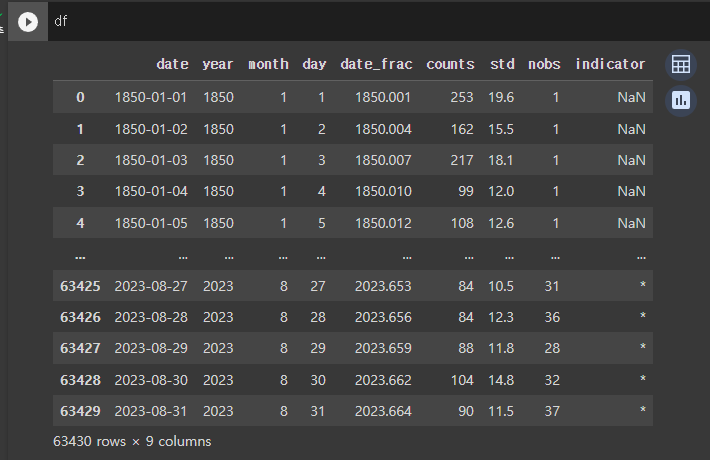 df
date year month day date_frac counts std nobs indicator
0 1850-01-01 1850 1 1 1850.001 253 19.6 1 NaN
1 1850-01-02 1850 1 2 1850.004 162 15.5 1 NaN
2 1850-01-03 1850 1 3 1850.007 217 18.1 1 NaN
3 1850-01-04 1850 1 4 1850.010 99 12.0 1 NaN
4 1850-01-05 1850 1 5 1850.012 108 12.6 1 NaN
... ... ... ... ... ... ... ... ... ...
63425 2023-08-27 2023 8 27 2023.653 84 10.5 31 *
63426 2023-08-28 2023 8 28 2023.656 84 12.3 36 *
63427 2023-08-29 2023 8 29 2023.659 88 11.8 28 *
63428 2023-08-30 2023 8 30 2023.662 104 14.8 32 *
63429 2023-08-31 2023 8 31 2023.664 90 11.5 37 *
63430 rows × 9 columns